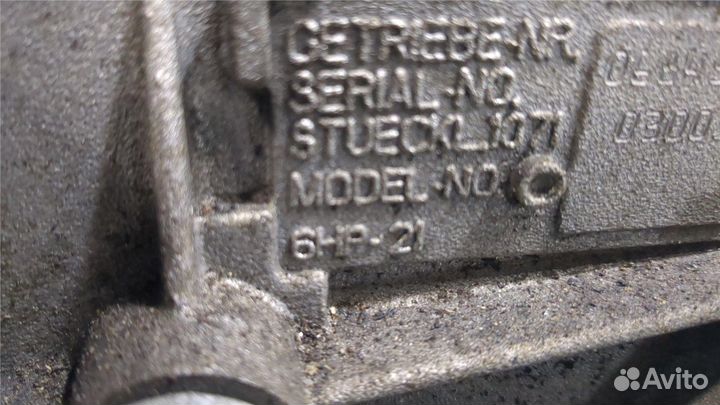 GETRIEBE-NR.
SERIAL-NO.
STUECKL.1071
MODEL-NO.
6HP-21
Avito